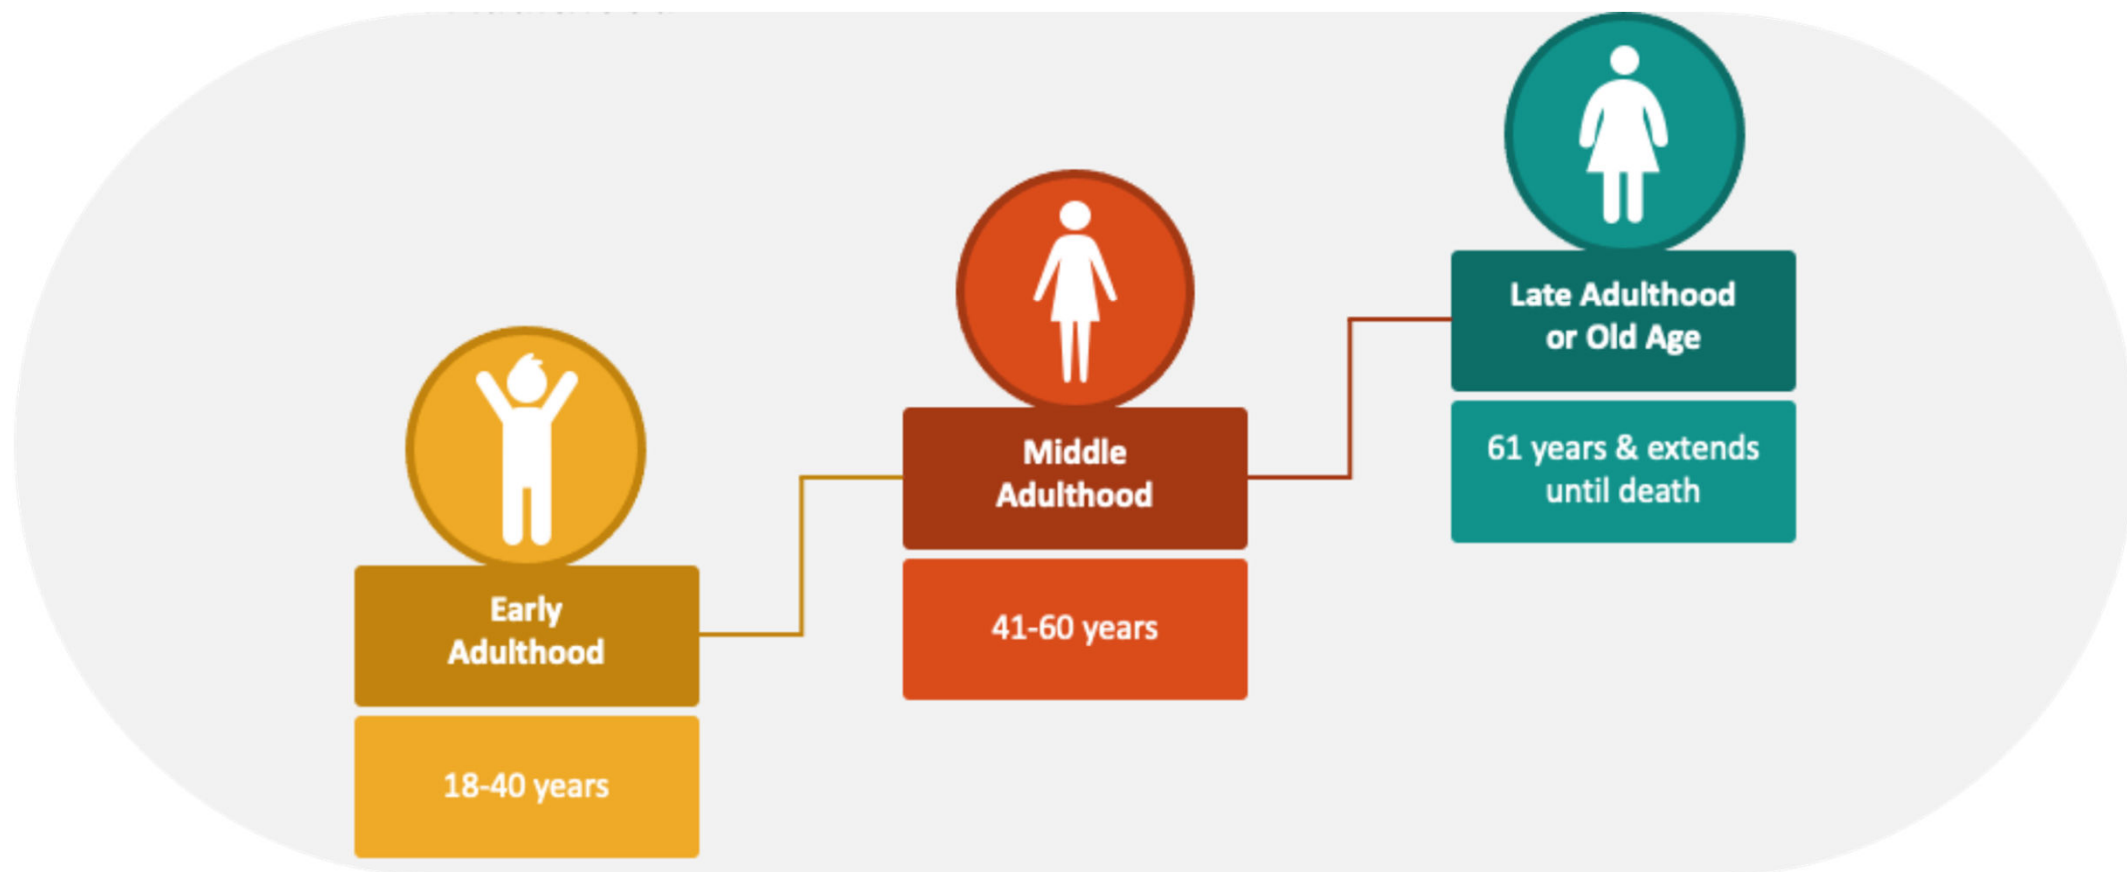 Early
Adulthood
18-40 years
Middle
Adulthood
41-60 years
Late Adulthood
or Old Age
61 years & extends
until death